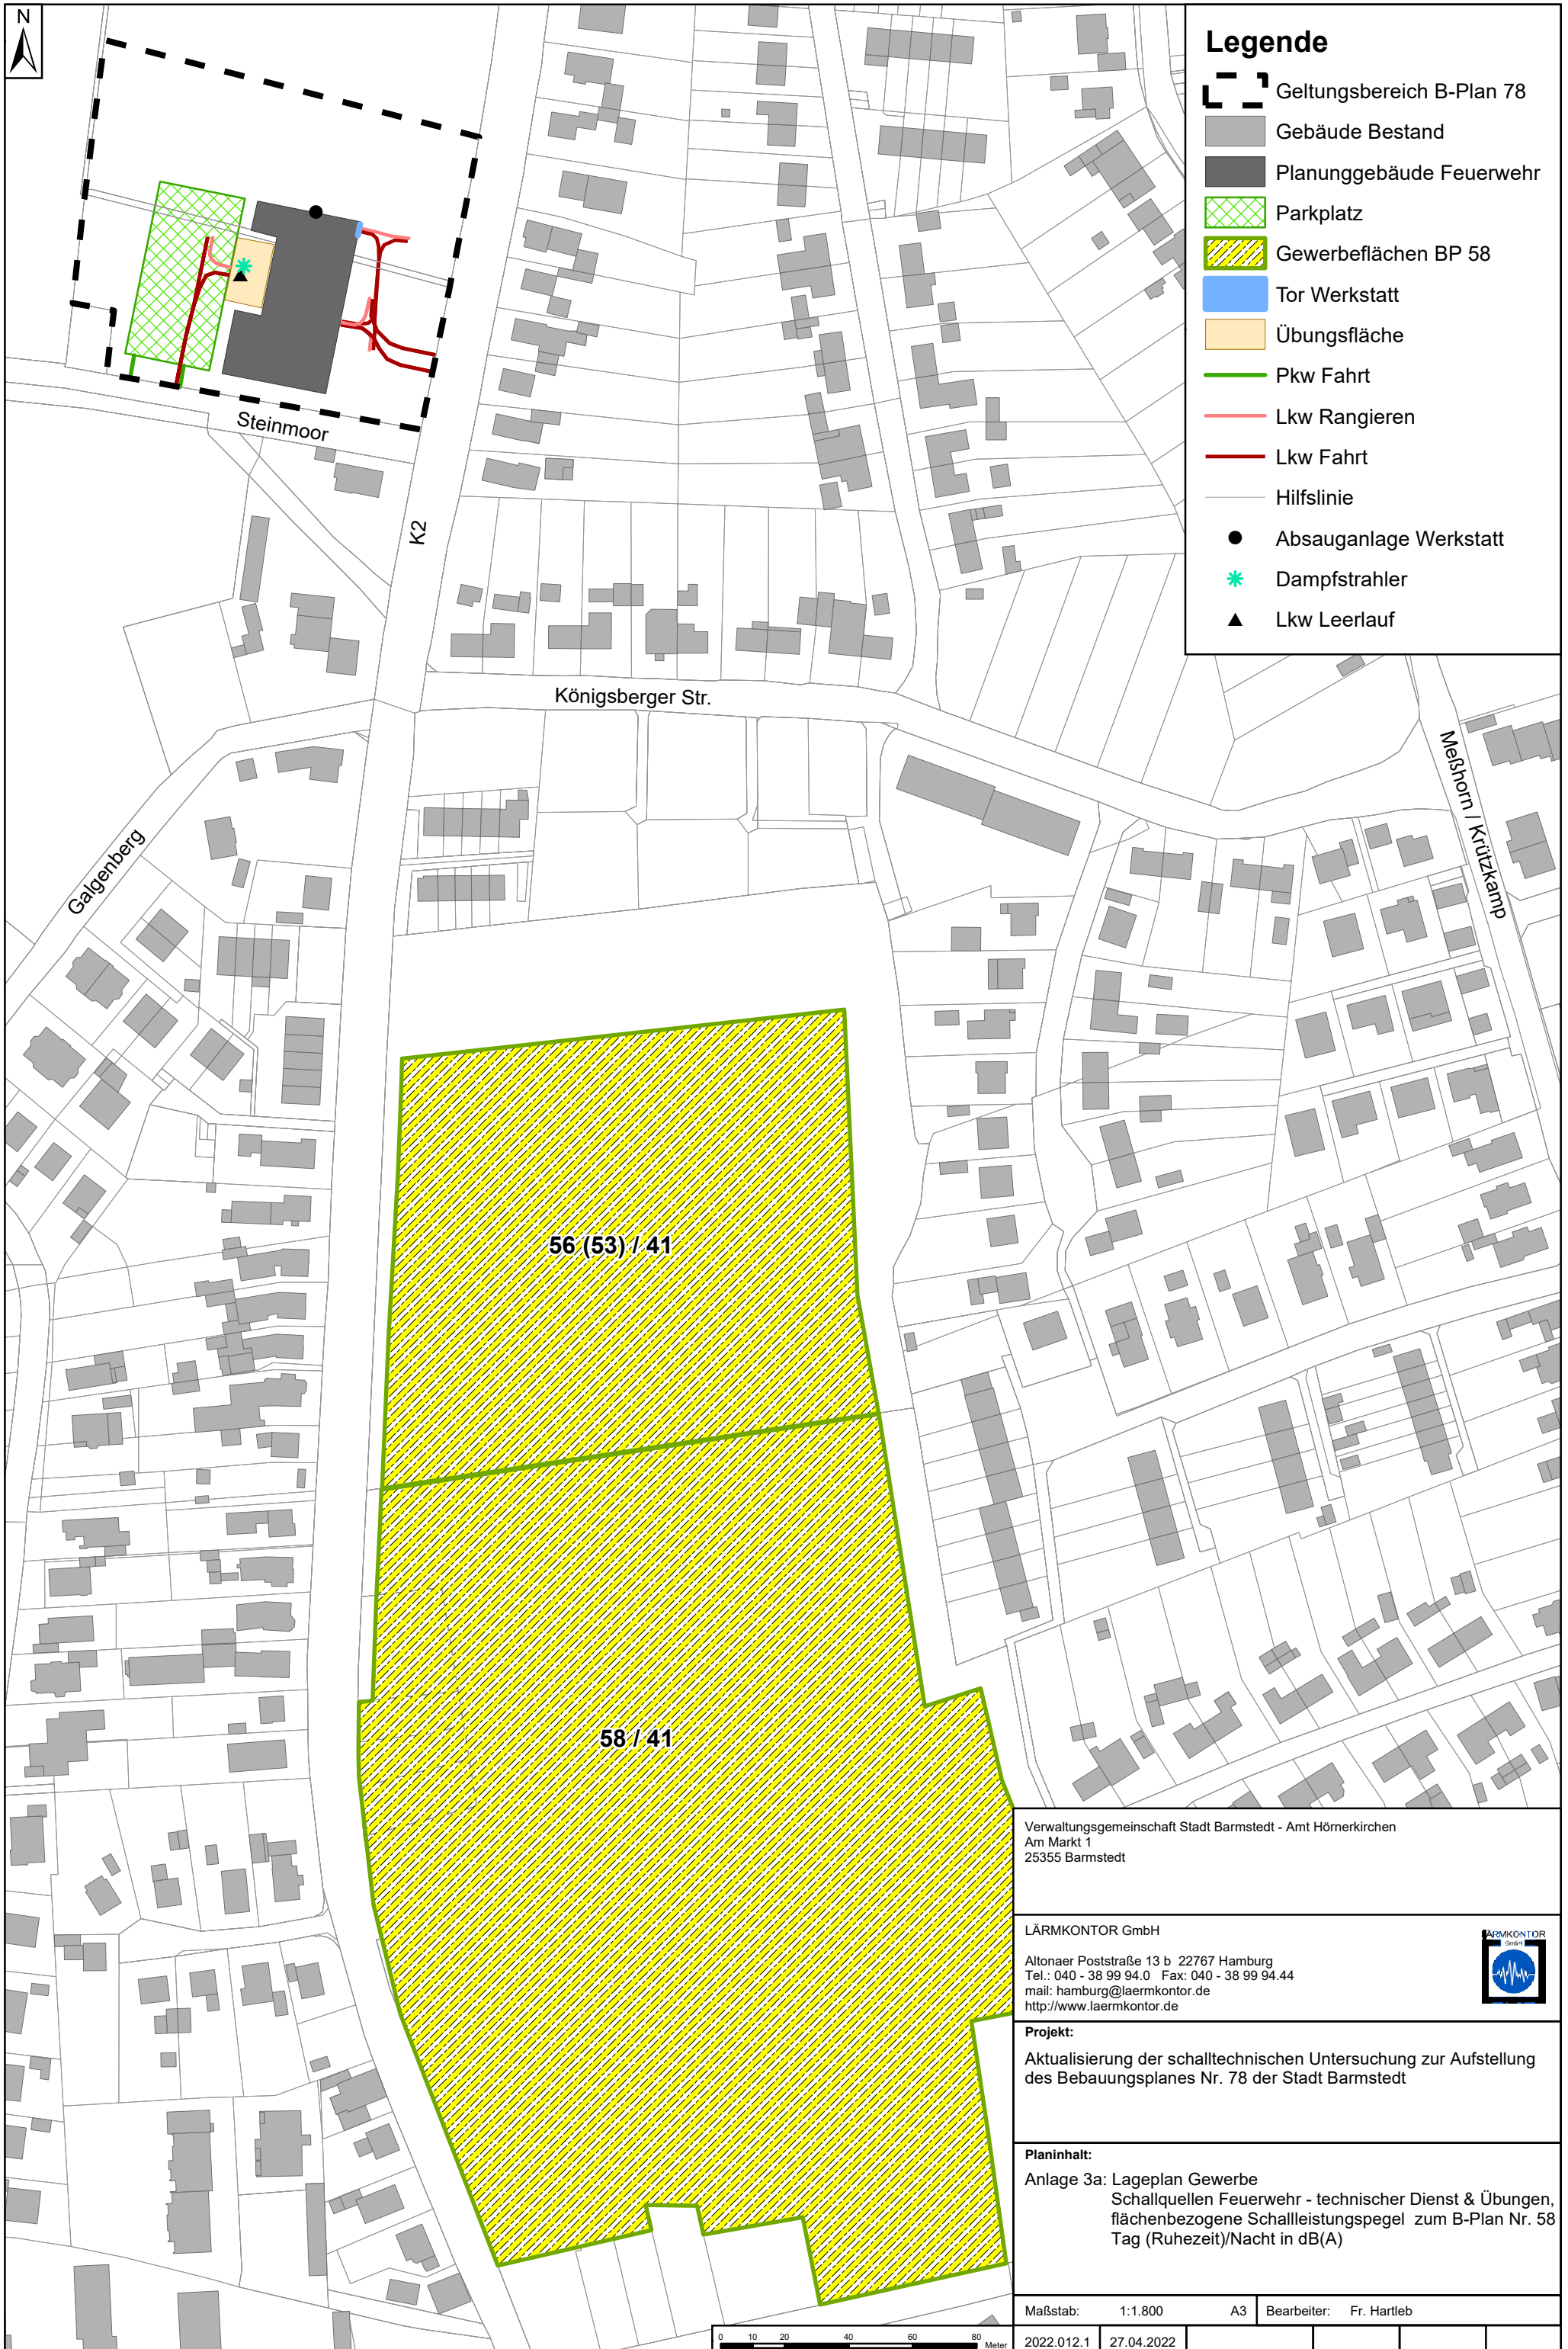 N
Legende
Geltungsbereich B-Plan 78
Gebäude Bestand
Planunggebäude Feuerwehr
Parkplatz
Gewerbeflächen BP 58
Tor Werkstatt
Übungsfläche
Pkw Fahrt
Lkw Rangieren
Lkw Fahrt
Hilfslinie
Absauganlage Werkstatt
Dampfstrahler
Lkw Leerlauf
Steinmoor
K2
Königsberger Str.
Galgenberg
Meßhorn / Krützkamp
56 (53) / 41
58 / 41
Verwaltungsgemeinschaft Stadt Barmstedt - Amt Hörnerkirchen
Am Markt 1
25355 Barmstedt
LÄRMKONTOR GmbH
Altonaer Poststraße 13 b 22767 Hamburg
Tel.: 040 - 38 99 94.0 Fax: 040 - 38 99 94.44
mail: hamburg@laermkontor.de
http://www.laermkontor.de
LÄRMKONTOR
GmbH
Projekt:
Aktualisierung der schalltechnischen Untersuchung zur Aufstellung
des Bebauungsplanes Nr. 78 der Stadt Barmstedt
Planinhalt:
Anlage 3a: Lageplan Gewerbe
Schallquellen Feuerwehr - technischer Dienst & Übungen,
flächenbezogene Schallleistungspegel zum B-Plan Nr. 58
Tag (Ruhezeit)/Nacht in dB(A)
Maßstab: 1:1.800 A3 Bearbeiter: Fr. Hartleb
0 10 20 40 60 80 Meter
2022.012.1 27.04.2022